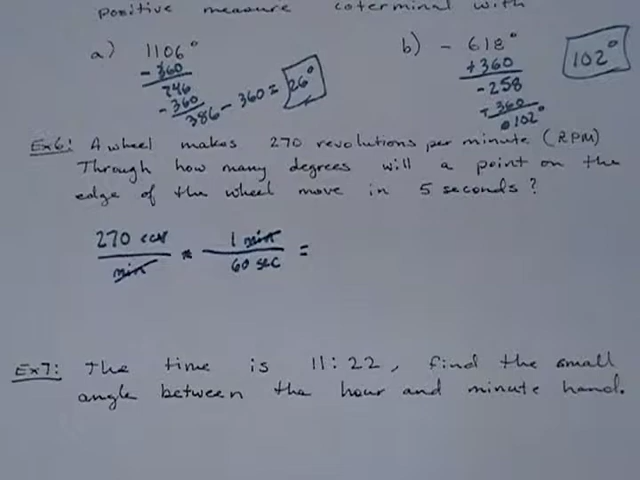 positive measure coterminal with
a) 1106°
- 360
746
- 360
386 - 360 = 26°
b) - 618°
+ 360
- 258
+ 360
102°
102°
Ex6: A wheel makes 270 revolutions per minute (RPM)
Through how many degrees will a point on the
edge of the wheel move in 5 seconds?
270 rev / min * 1 min / 60 sec =
Ex7: The time is 11:22, find the small
angle between the hour and minute hand.